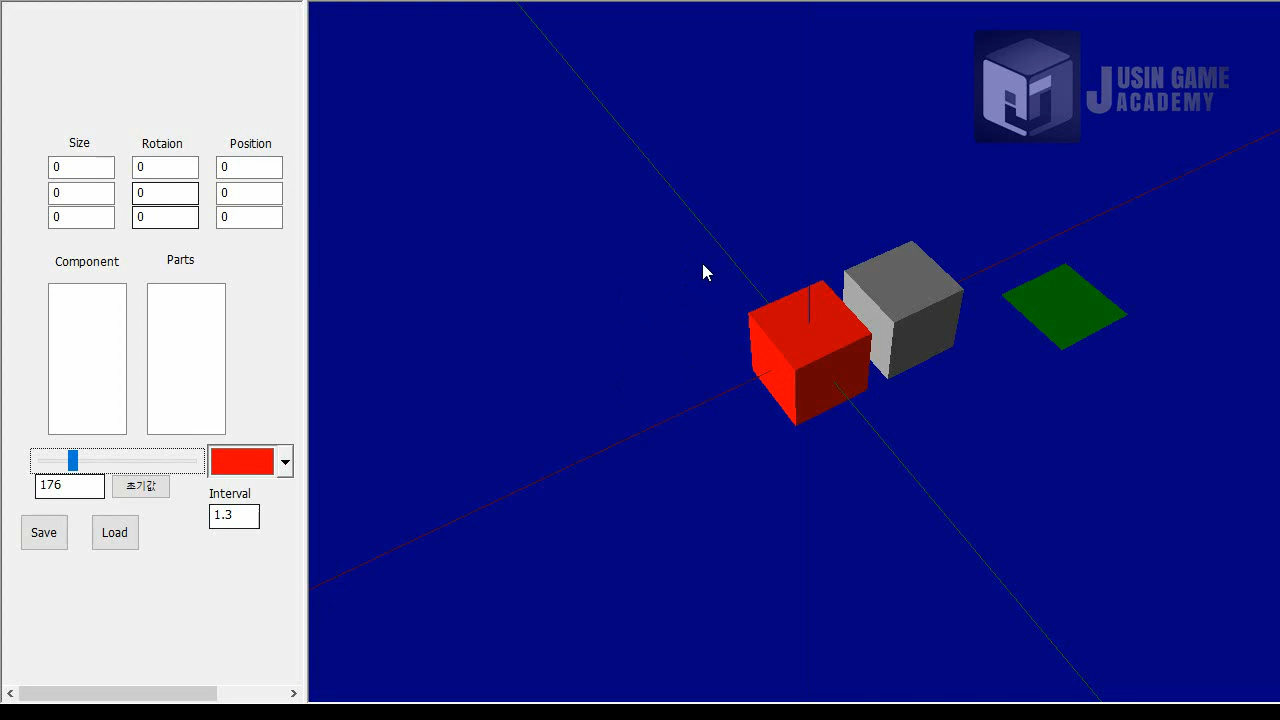 JUSIN GAME
ACADEMY
Size Rotaion Position
0 0 0
0 0 0
0 0 0
Component Parts
176 초기값
Interval
1.3
Save Load